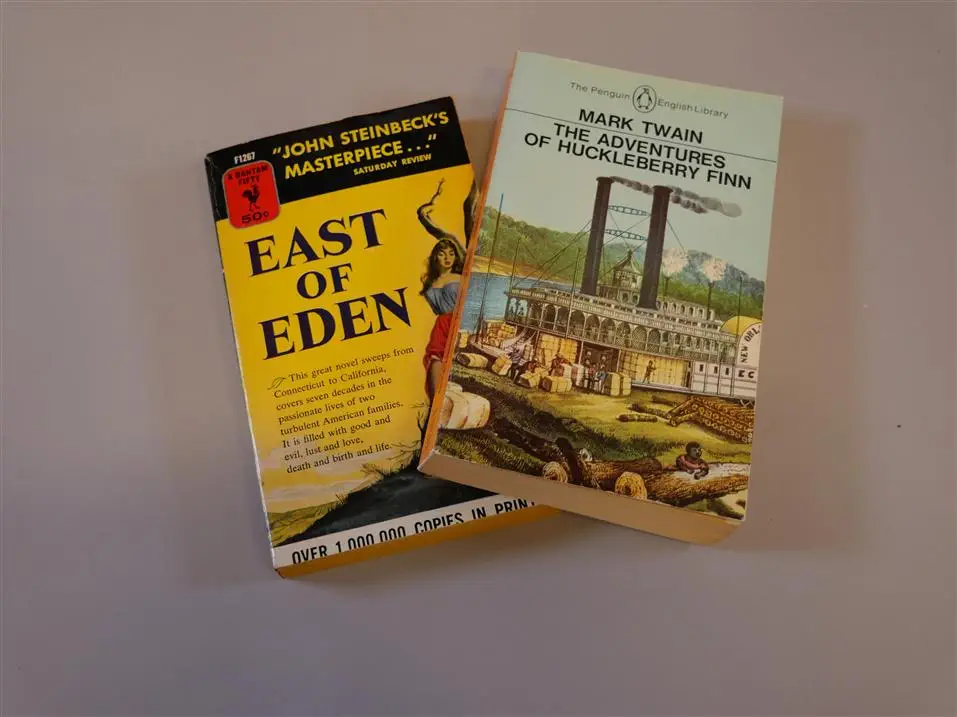 F1267
"JOHN STEINBECK'S
MASTERPIECE..."
SATURDAY REVIEW
A BANTAM
FIFTY
50¢
EAST
OF
EDEN
This great novel sweeps from
Connecticut to California,
covers seven decades in the
passionate lives of two
turbulent American families.
It is filled with good and
evil, lust and love,
death and birth and life.
OVER 1,000,000 COPIES IN PRINT
The Penguin English Library
MARK TWAIN
THE ADVENTURES
OF HUCKLEBERRY FINN
NEW ORL